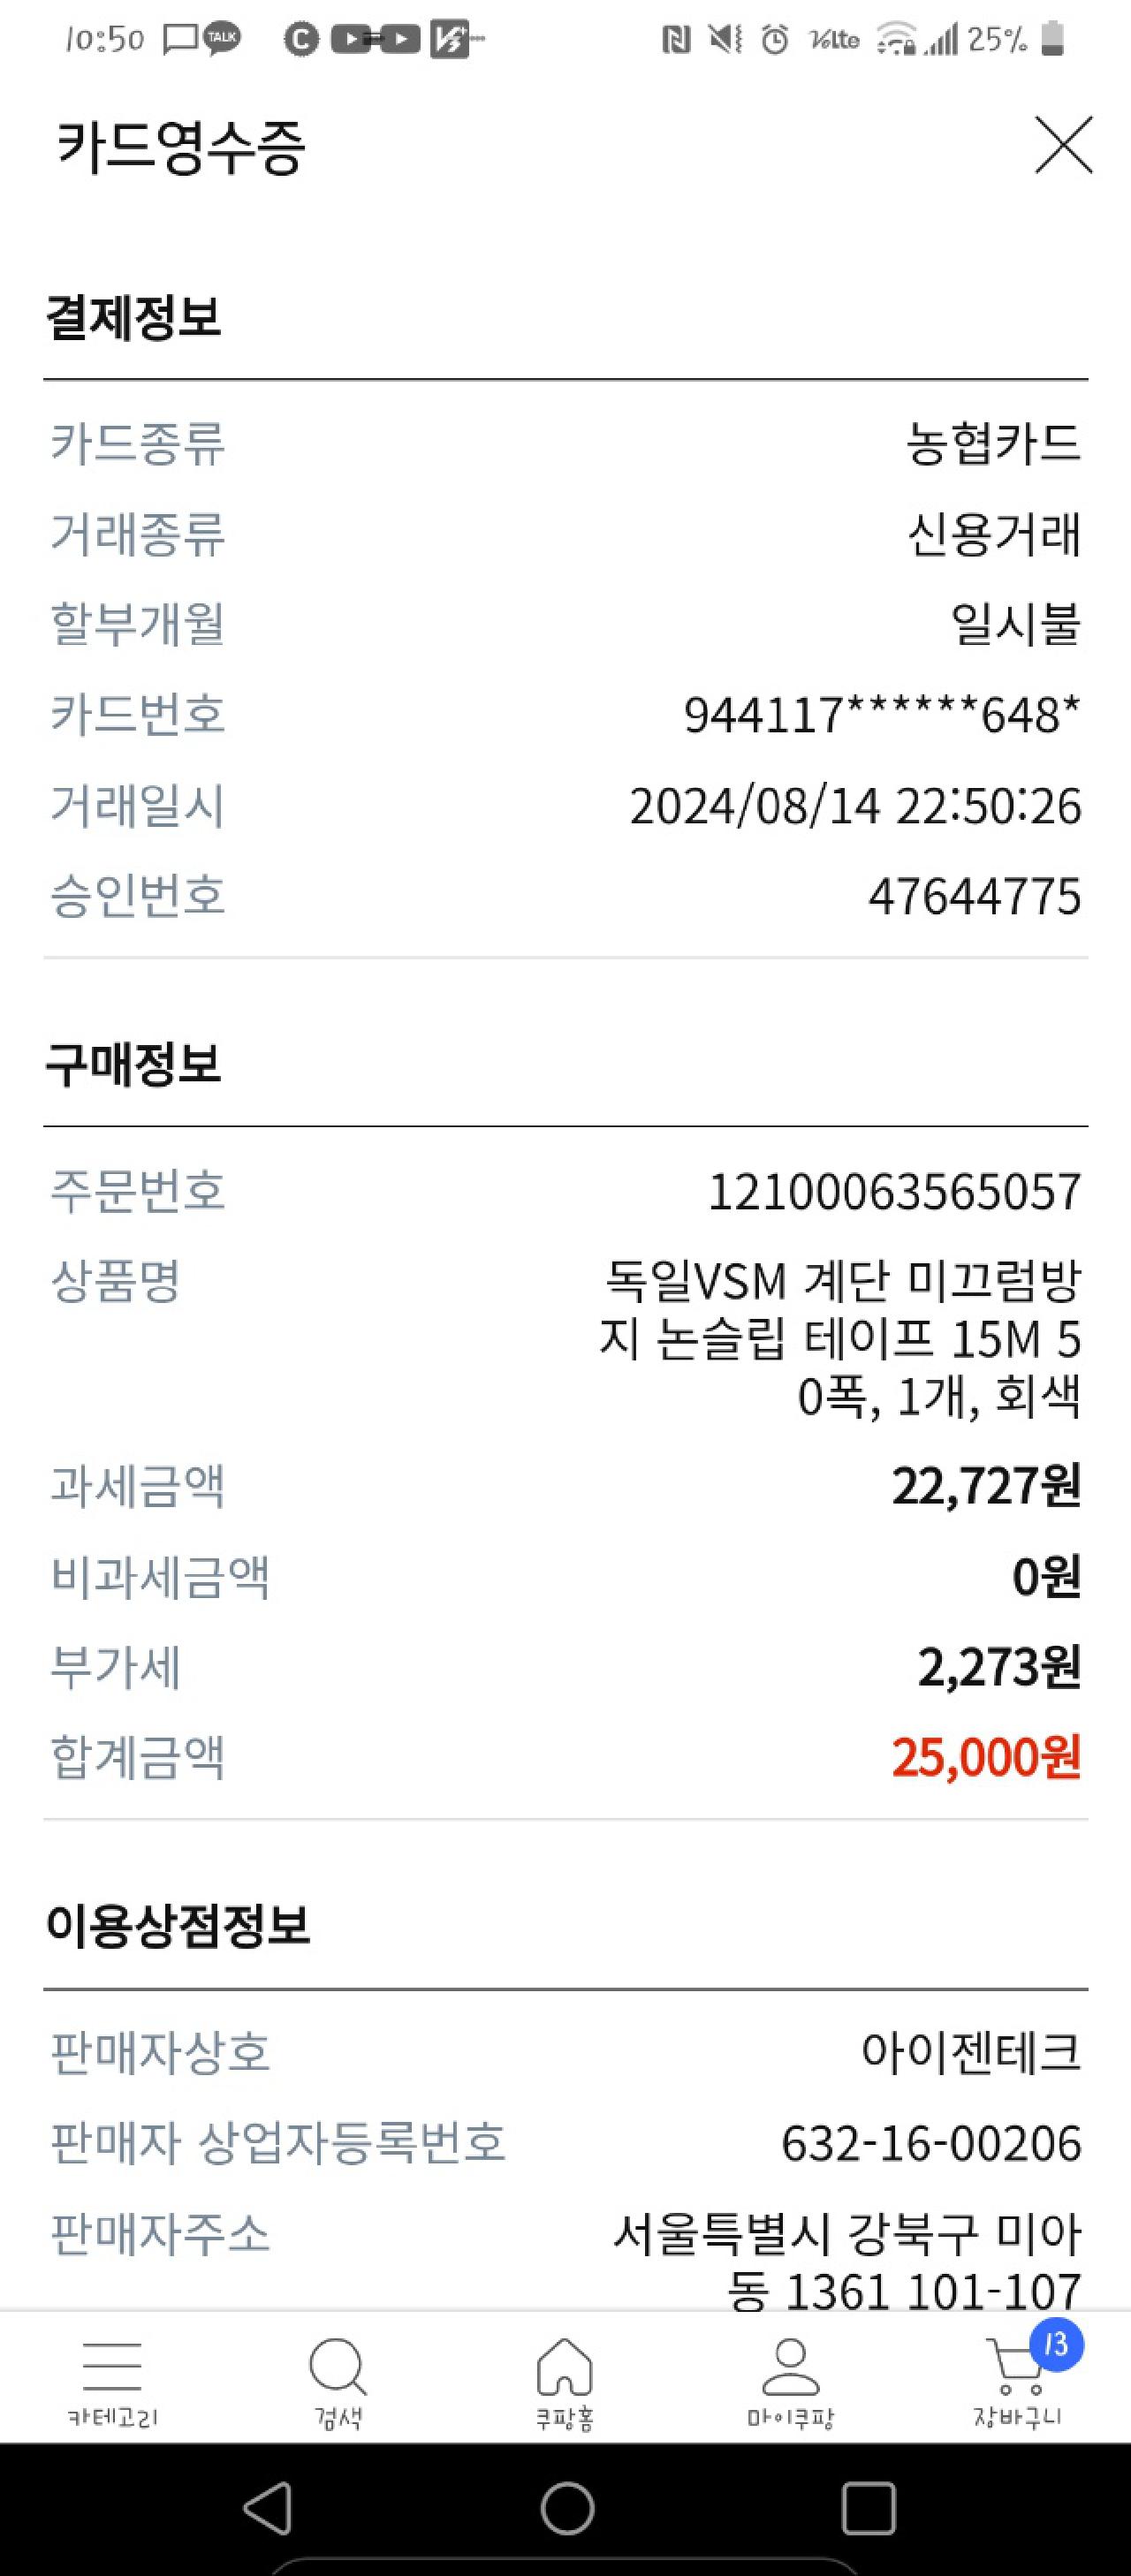 10:50 TALK C Volte 25%
카드영수증
결제정보
카드종류 농협카드
거래종류 신용거래
할부개월 일시불
카드번호 944117******648*
거래일시 2024/08/14 22:50:26
승인번호 47644775
구매정보
주문번호 12100063565057
상품명 독일VSM 계단 미끄럼방
지 논슬립 테이프 15M 5
0폭, 1개, 회색
과세금액 22,727원
비과세금액 0원
부가세 2,273원
합계금액 25,000원
이용상점정보
판매자상호 아이젠테크
판매자 상업자등록번호 632-16-00206
판매자주소 서울특별시 강북구 미아
동 1361 101-107
13
카테고리 검색 쿠팡홈 마이쿠팡 장바구니